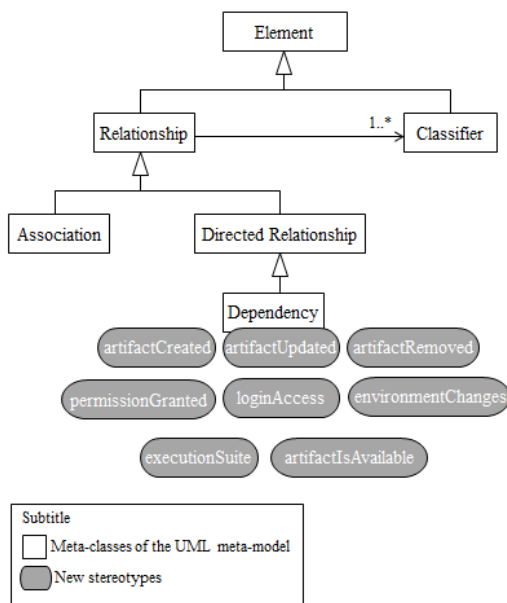 Element
Relationship
1..*
Classifier
Association
Directed Relationship
Dependency
artifactCreated
artifactUpdated
artifactRemoved
permissionGranted
loginAccess
environmentChanges
executionSuite
artifactIsAvailable
Subtitle
Meta-classes of the UML meta-model
New stereotypes